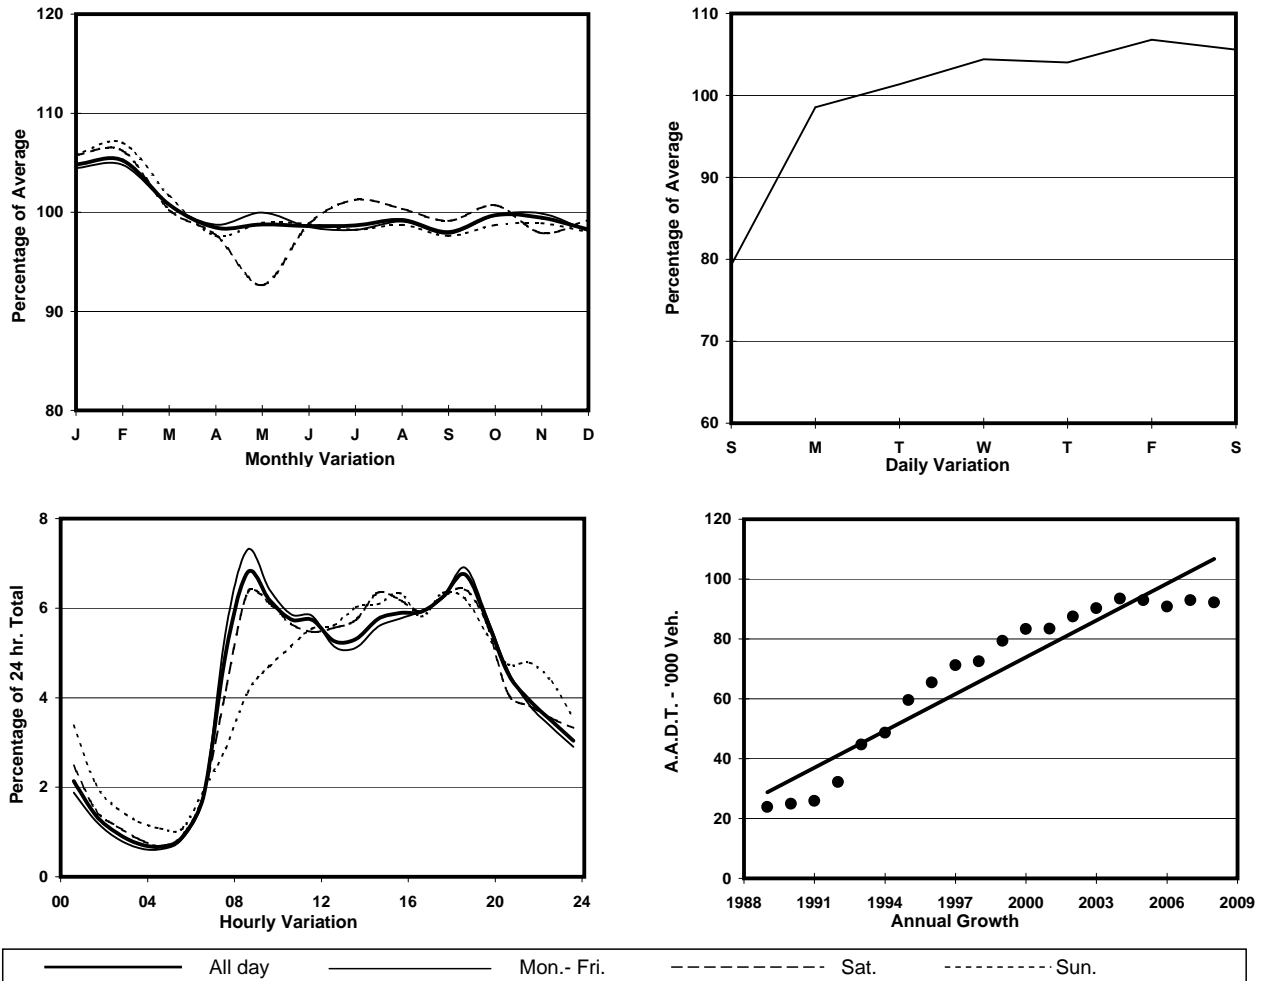 120
110
100
90
80
Percentage of Average
J F M A M J J A S O N D
Monthly Variation
110
100
90
80
70
60
Percentage of Average
S M T W T F S
Daily Variation
8
6
4
2
0
Percentage of 24 hr. Total
00 04 08 12 16 20 24
Hourly Variation
120
100
80
60
40
20
0
A.A.D.T. - '000 Veh.
1988 1991 1994 1997 2000 2003 2006 2009
Annual Growth
All day Mon.- Fri. Sat. Sun.